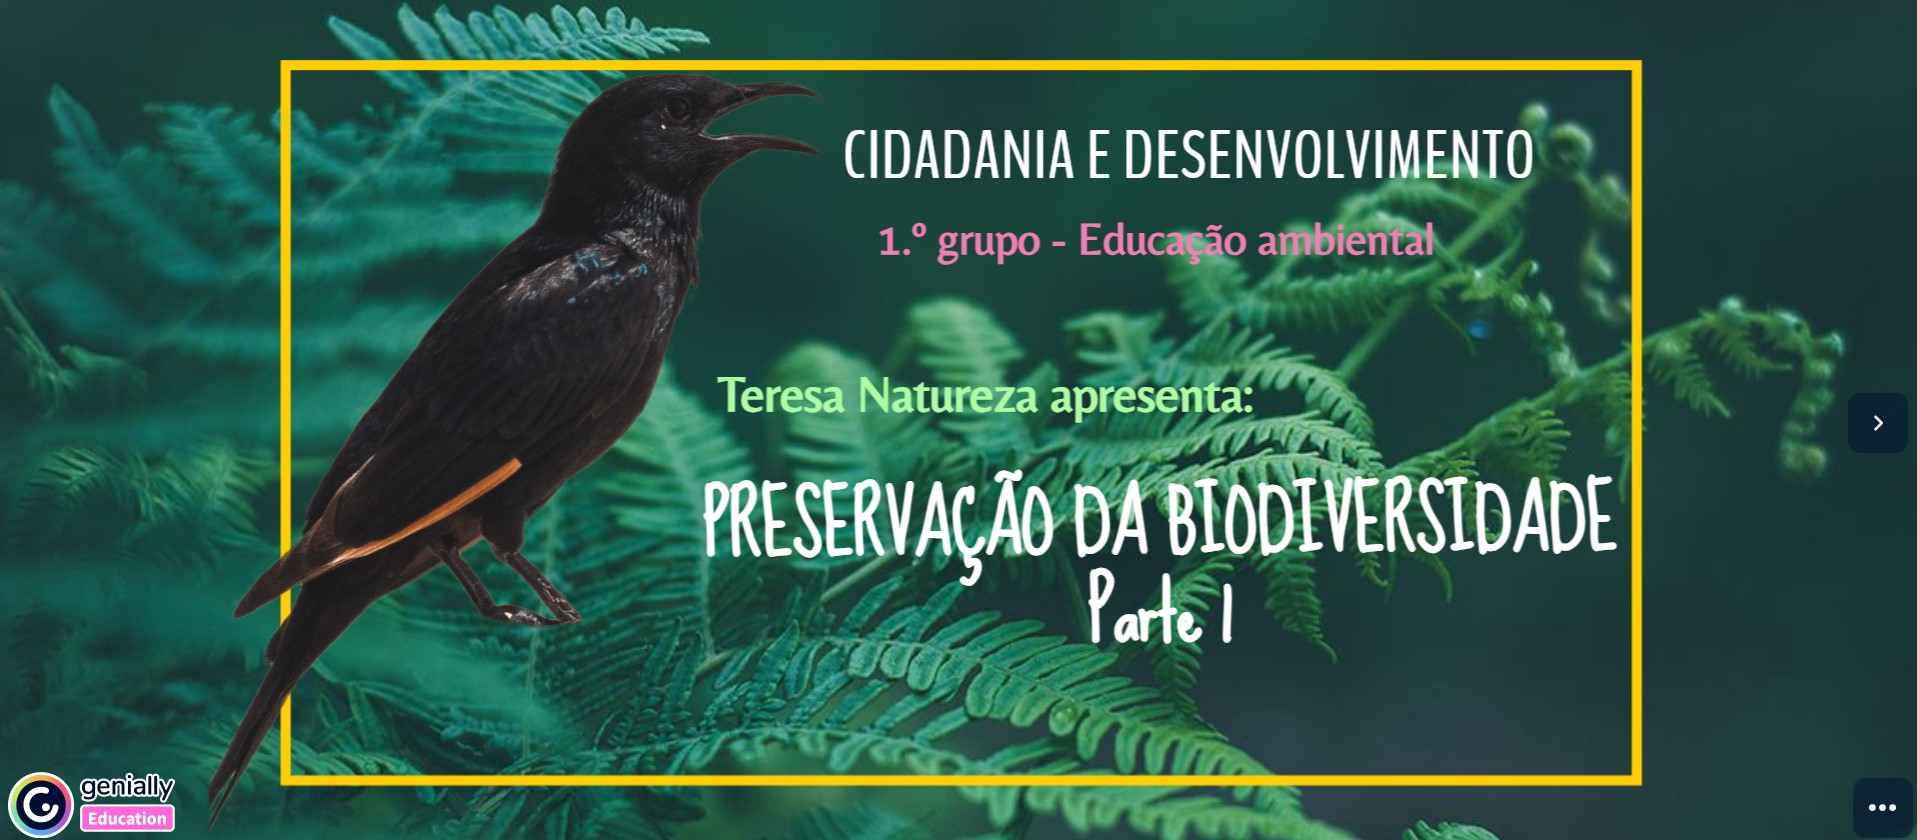 CIDADANIA E DESENVOLVIMENTO
1.º grupo - Educação ambiental
Teresa Natureza apresenta:
PRESERVAÇÃO DA BIODIVERSIDADE
Parte I
genially
Education